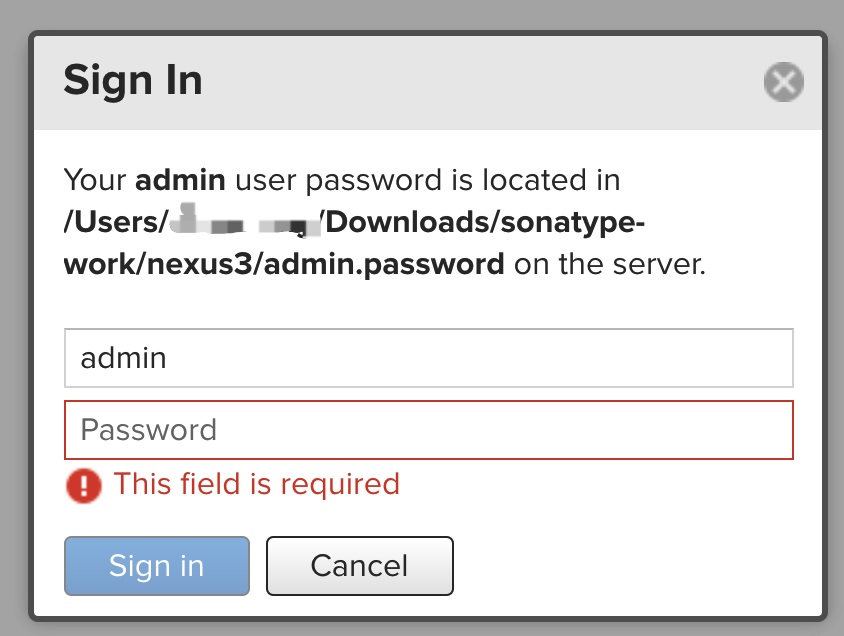 Sign In
Your admin user password is located in
/Users/ /Downloads/sonatype-
work/nexus3/admin.password on the server.
admin
Password
This field is required
Sign in
Cancel